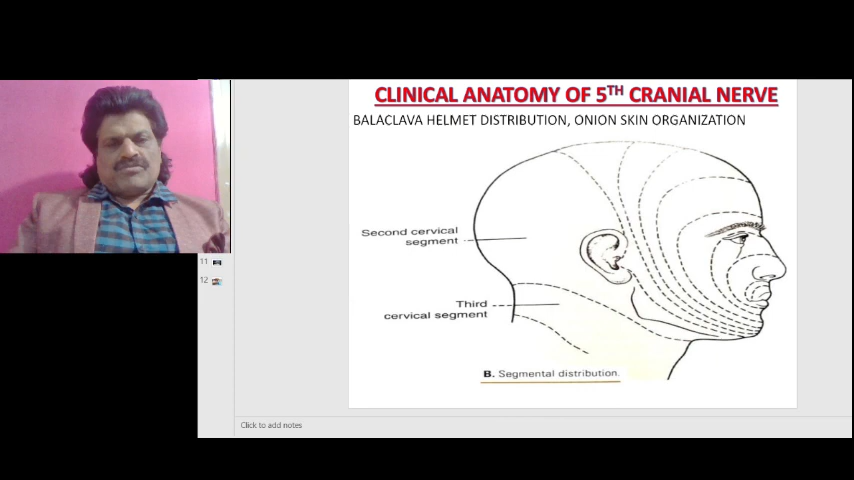 CLINICAL ANATOMY OF 5TH CRANIAL NERVE
BALACLAVA HELMET DISTRIBUTION, ONION SKIN ORGANIZATION
Second cervical
segment
Third
cervical segment
B. Segmental distribution.
11
12
Click to add notes